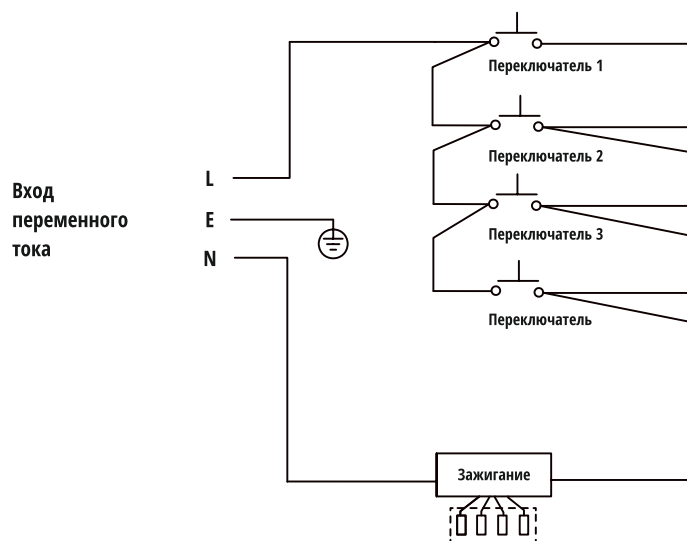 Переключатель 1
Переключатель 2
Переключатель 3
Переключатель
Вход
переменного
тока
L
E
N
Зажигание